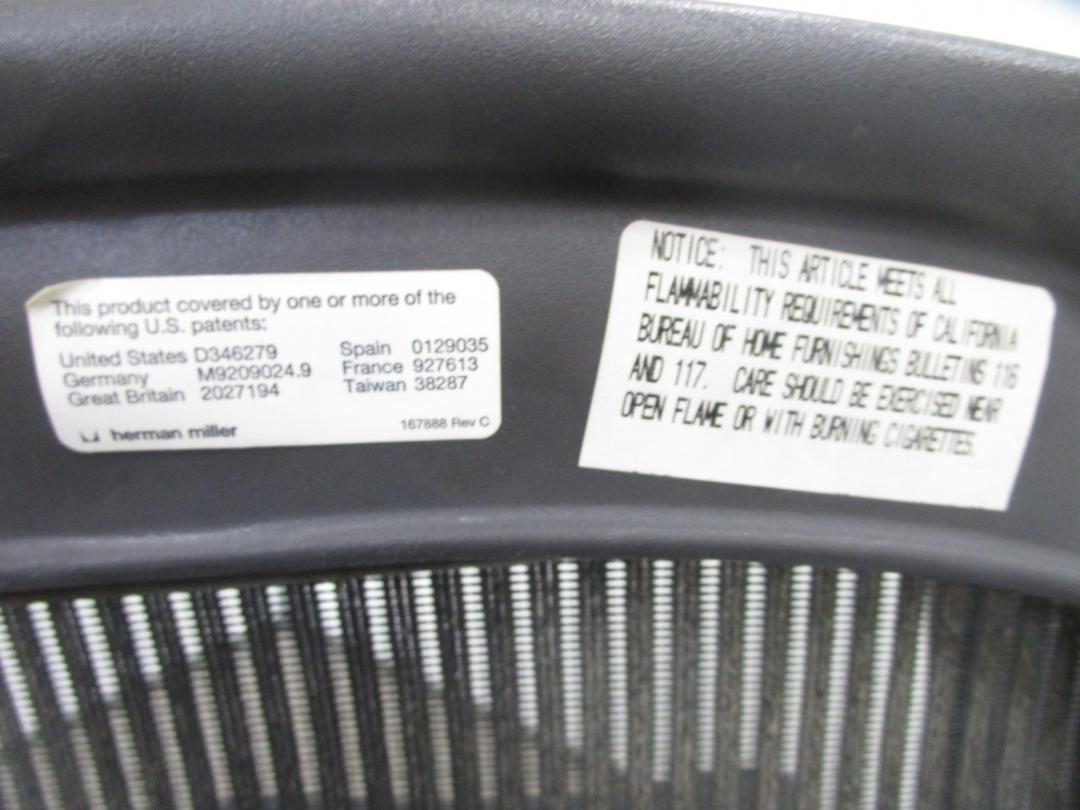 This product covered by one or more of the
following U.S. patents:
United States D346279
Germany M9209024.9
Great Britain 2027194
Spain 0129035
France 927613
Taiwan 38287
herman miller
167888 Rev C
NOTICE: THIS ARTICLE MEETS ALL
FLAMMABILITY REQUIREMENTS OF CALIFORNIA
BUREAU OF HOME FURNISHINGS BULLETINS 116
AND 117. CARE SHOULD BE EXERCISED NEAR
OPEN FLAME OR WITH BURNING CIGARETTES.